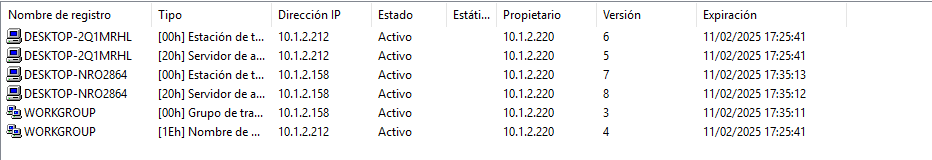 Nombre de registro Tipo Dirección IP Estado Estáti... Propietario Versión Expiración
DESKTOP-2Q1MRHL [00h] Estación de t... 10.1.2.212 Activo 10.1.2.220 6 11/02/2025 17:25:41
DESKTOP-2Q1MRHL [20h] Servidor de a... 10.1.2.212 Activo 10.1.2.220 5 11/02/2025 17:25:41
DESKTOP-NRO2864 [00h] Estación de t... 10.1.2.158 Activo 10.1.2.220 7 11/02/2025 17:35:13
DESKTOP-NRO2864 [20h] Servidor de a... 10.1.2.158 Activo 10.1.2.220 8 11/02/2025 17:35:12
WORKGROUP [00h] Grupo de tra... 10.1.2.158 Activo 10.1.2.220 3 11/02/2025 17:35:11
WORKGROUP [1Eh] Nombre de ... 10.1.2.212 Activo 10.1.2.220 4 11/02/2025 17:25:41